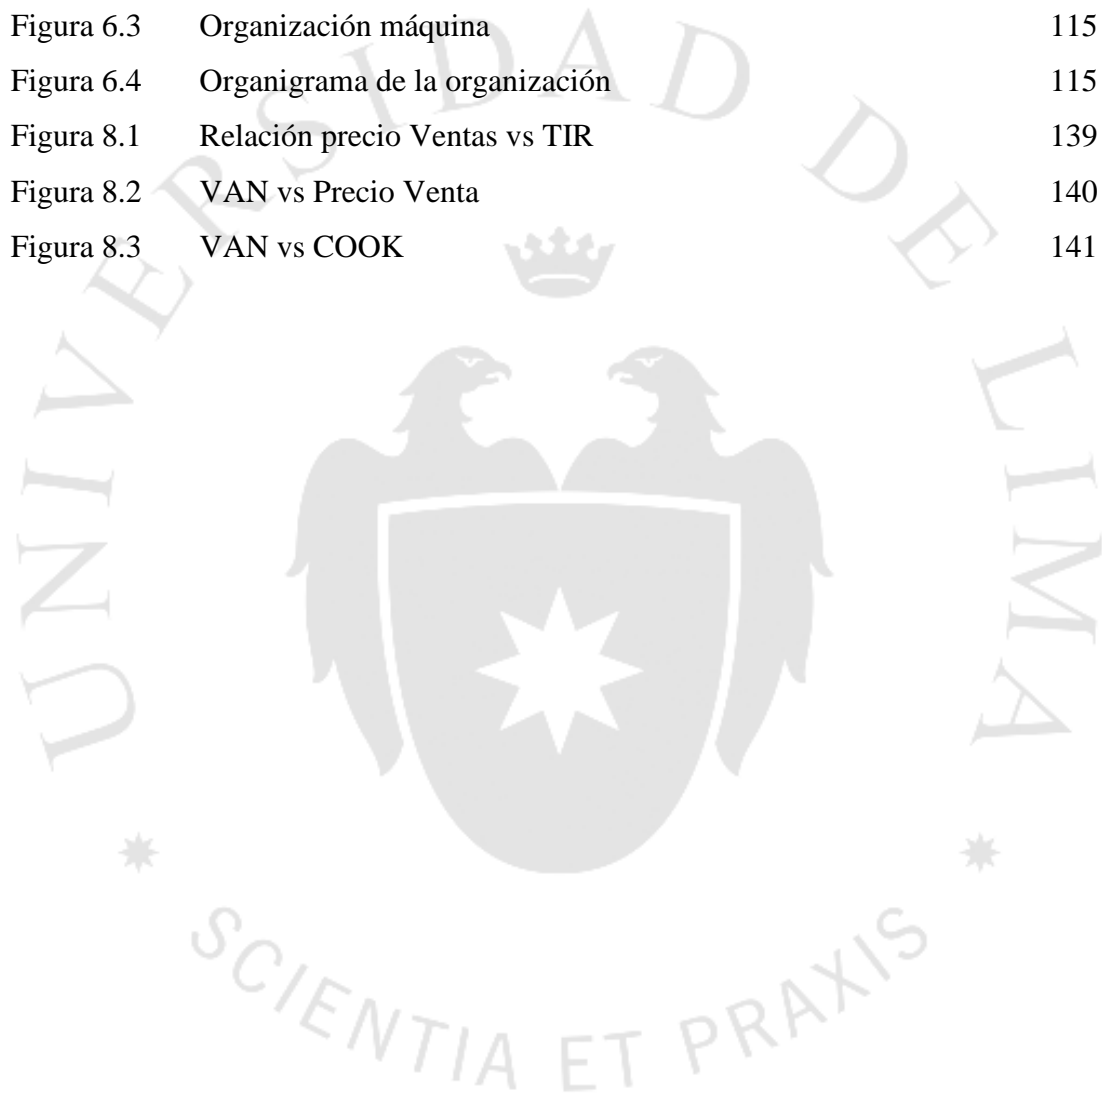 Figura 6.3 Organización máquina 115
Figura 6.4 Organigrama de la organización 115
Figura 8.1 Relación precio Ventas vs TIR 139
Figura 8.2 VAN vs Precio Venta 140
Figura 8.3 VAN vs COOK 141
UNIVERSIDAD DE LIMA
SCIENTIA ET PRAXIS